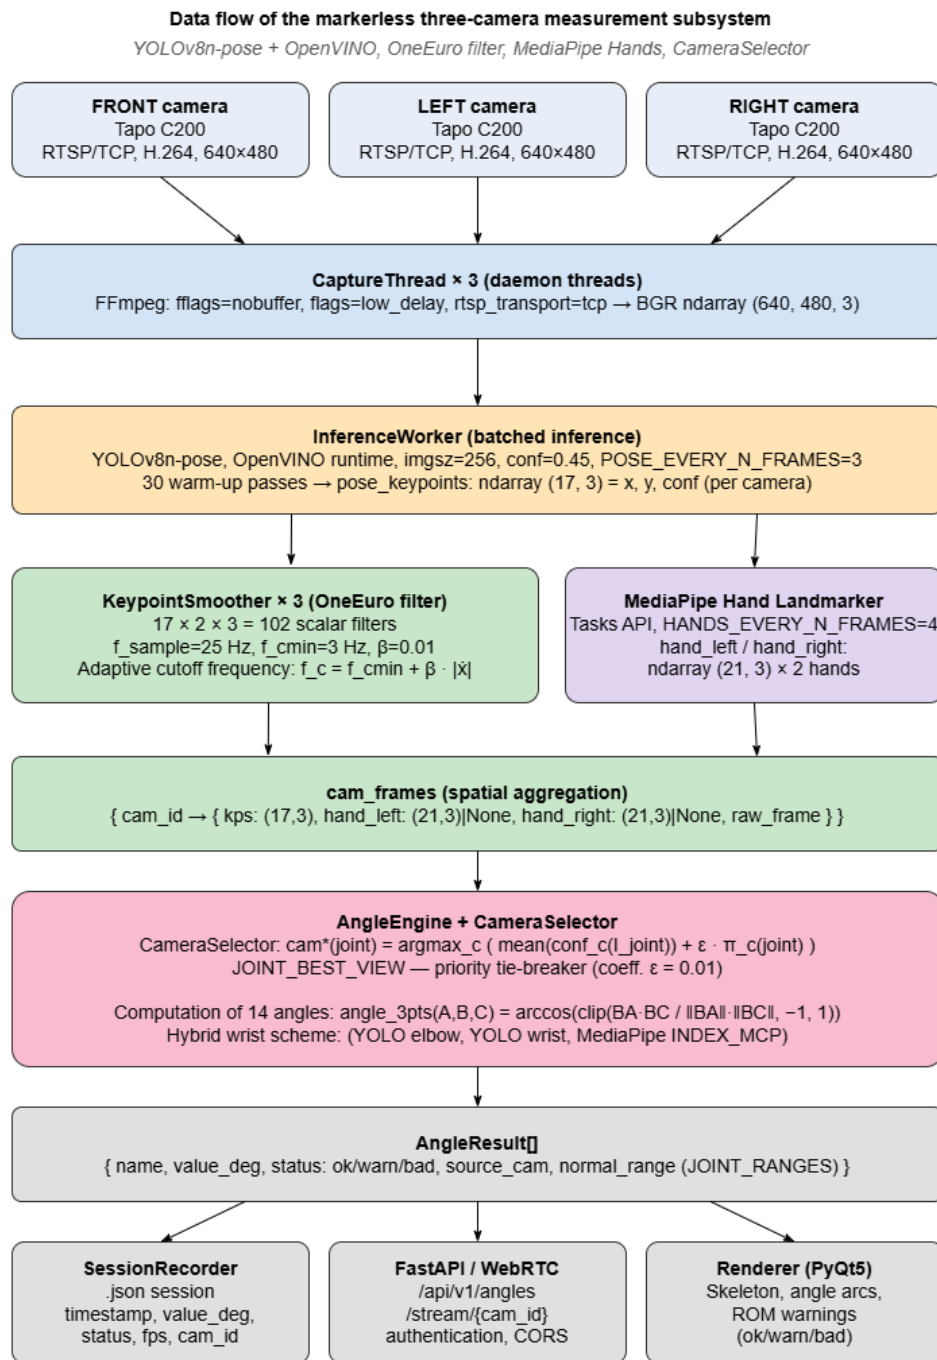 Data flow of the markerless three-camera measurement subsystem
YOLOv8n-pose + OpenVINO, OneEuro filter, MediaPipe Hands, CameraSelector
FRONT camera
Tapo C200
RTSP/TCP, H.264, 640×480
LEFT camera
Tapo C200
RTSP/TCP, H.264, 640×480
RIGHT camera
Tapo C200
RTSP/TCP, H.264, 640×480
CaptureThread × 3 (daemon threads)
FFmpeg: fflags=nobuffer, flags=low_delay, rtsp_transport=tcp → BGR ndarray (640, 480, 3)
InferenceWorker (batched inference)
YOLOv8n-pose, OpenVINO runtime, imgsz=256, conf=0.45, POSE_EVERY_N_FRAMES=3
30 warm-up passes → pose_keypoints: ndarray (17, 3) = x, y, conf (per camera)
KeypointSmoother × 3 (OneEuro filter)
17 × 2 × 3 = 102 scalar filters
f_sample=25 Hz, f_cmin=3 Hz, β=0.01
Adaptive cutoff frequency: f_c = f_cmin + β · |ẋ|
MediaPipe Hand Landmarker
Tasks API, HANDS_EVERY_N_FRAMES=4
hand_left / hand_right:
ndarray (21, 3) × 2 hands
cam_frames (spatial aggregation)
{ cam_id → { kps: (17,3), hand_left: (21,3)|None, hand_right: (21,3)|None, raw_frame } }
AngleEngine + CameraSelector
CameraSelector: cam*(joint) = argmax_c ( mean(conf_c(I_joint)) + ε · π_c(joint) )
JOINT_BEST_VIEW — priority tie-breaker (coeff. ε = 0.01)
Computation of 14 angles: angle_3pts(A,B,C) = arccos(clip(BA·BC / ‖BA‖·‖BC‖, −1, 1))
Hybrid wrist scheme: (YOLO elbow, YOLO wrist, MediaPipe INDEX_MCP)
AngleResult[]
{ name, value_deg, status: ok/warn/bad, source_cam, normal_range (JOINT_RANGES) }
SessionRecorder
.json session
timestamp, value_deg,
status, fps, cam_id
FastAPI / WebRTC
/api/v1/angles
/stream/{cam_id}
authentication, CORS
Renderer (PyQt5)
Skeleton, angle arcs,
ROM warnings
(ok/warn/bad)